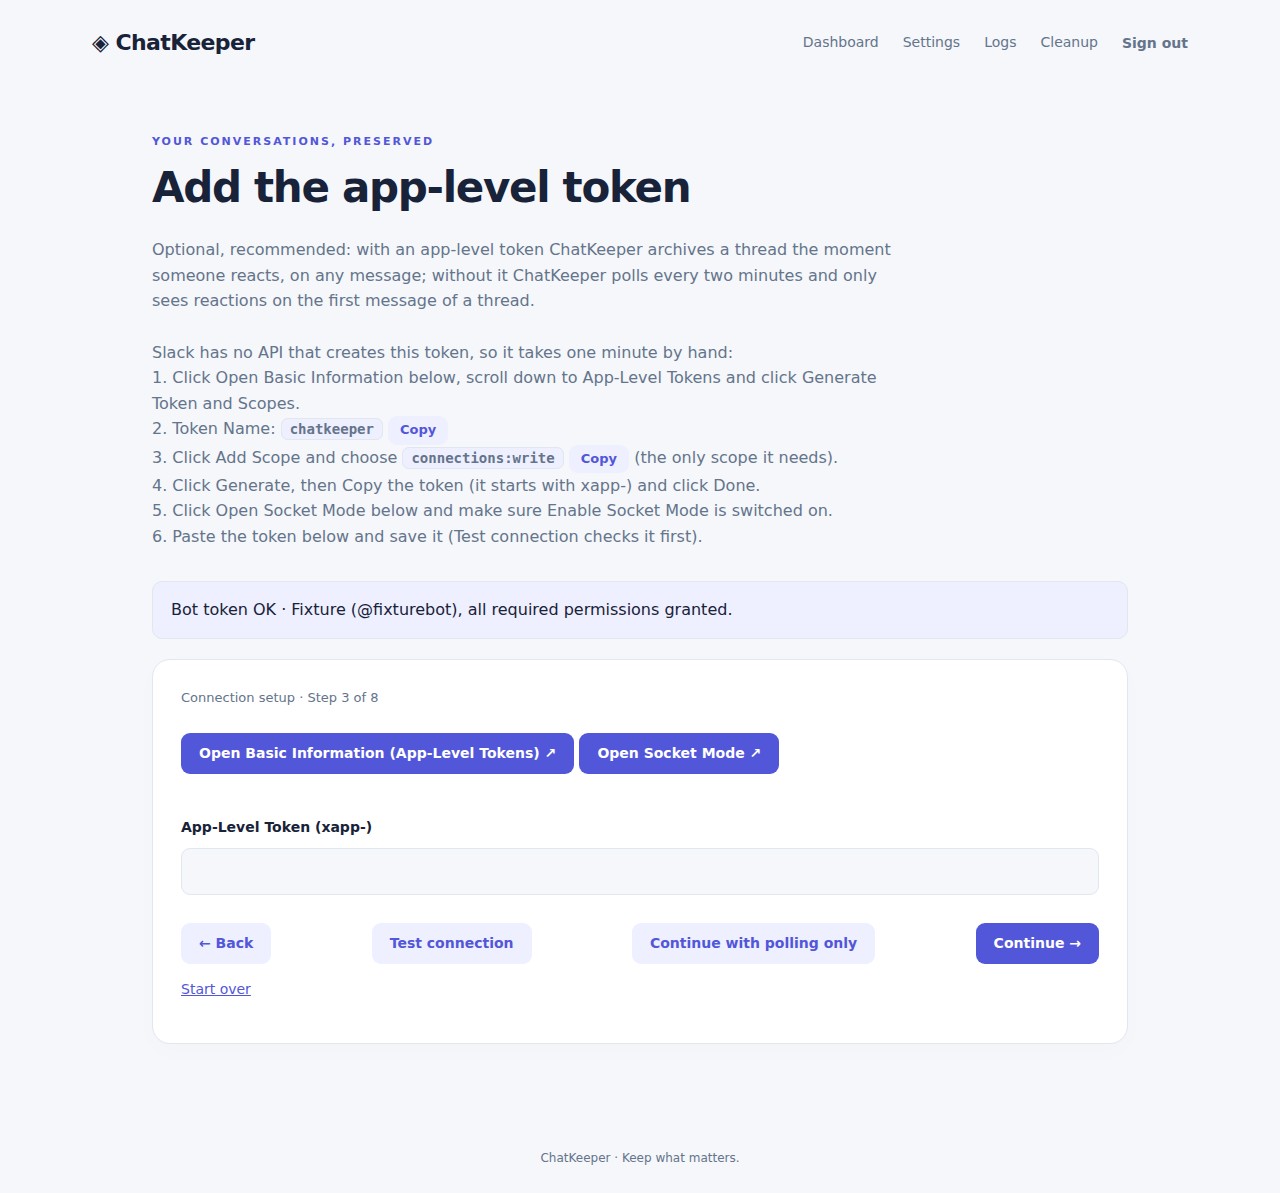 ◈ ChatKeeper
Dashboard Settings Logs Cleanup Sign out
YOUR CONVERSATIONS, PRESERVED
Add the app-level token
Optional, recommended: with an app-level token ChatKeeper archives a thread the moment
someone reacts, on any message; without it ChatKeeper polls every two minutes and only
sees reactions on the first message of a thread.
Slack has no API that creates this token, so it takes one minute by hand:
1. Click Open Basic Information below, scroll down to App-Level Tokens and click Generate
Token and Scopes.
2. Token Name: chatkeeper Copy
3. Click Add Scope and choose connections:write Copy (the only scope it needs).
4. Click Generate, then Copy the token (it starts with xapp-) and click Done.
5. Click Open Socket Mode below and make sure Enable Socket Mode is switched on.
6. Paste the token below and save it (Test connection checks it first).
Bot token OK · Fixture (@fixturebot), all required permissions granted.
Connection setup · Step 3 of 8
Open Basic Information (App-Level Tokens) ↗ Open Socket Mode ↗
App-Level Token (xapp-)
← Back Test connection Continue with polling only Continue →
Start over
ChatKeeper · Keep what matters.